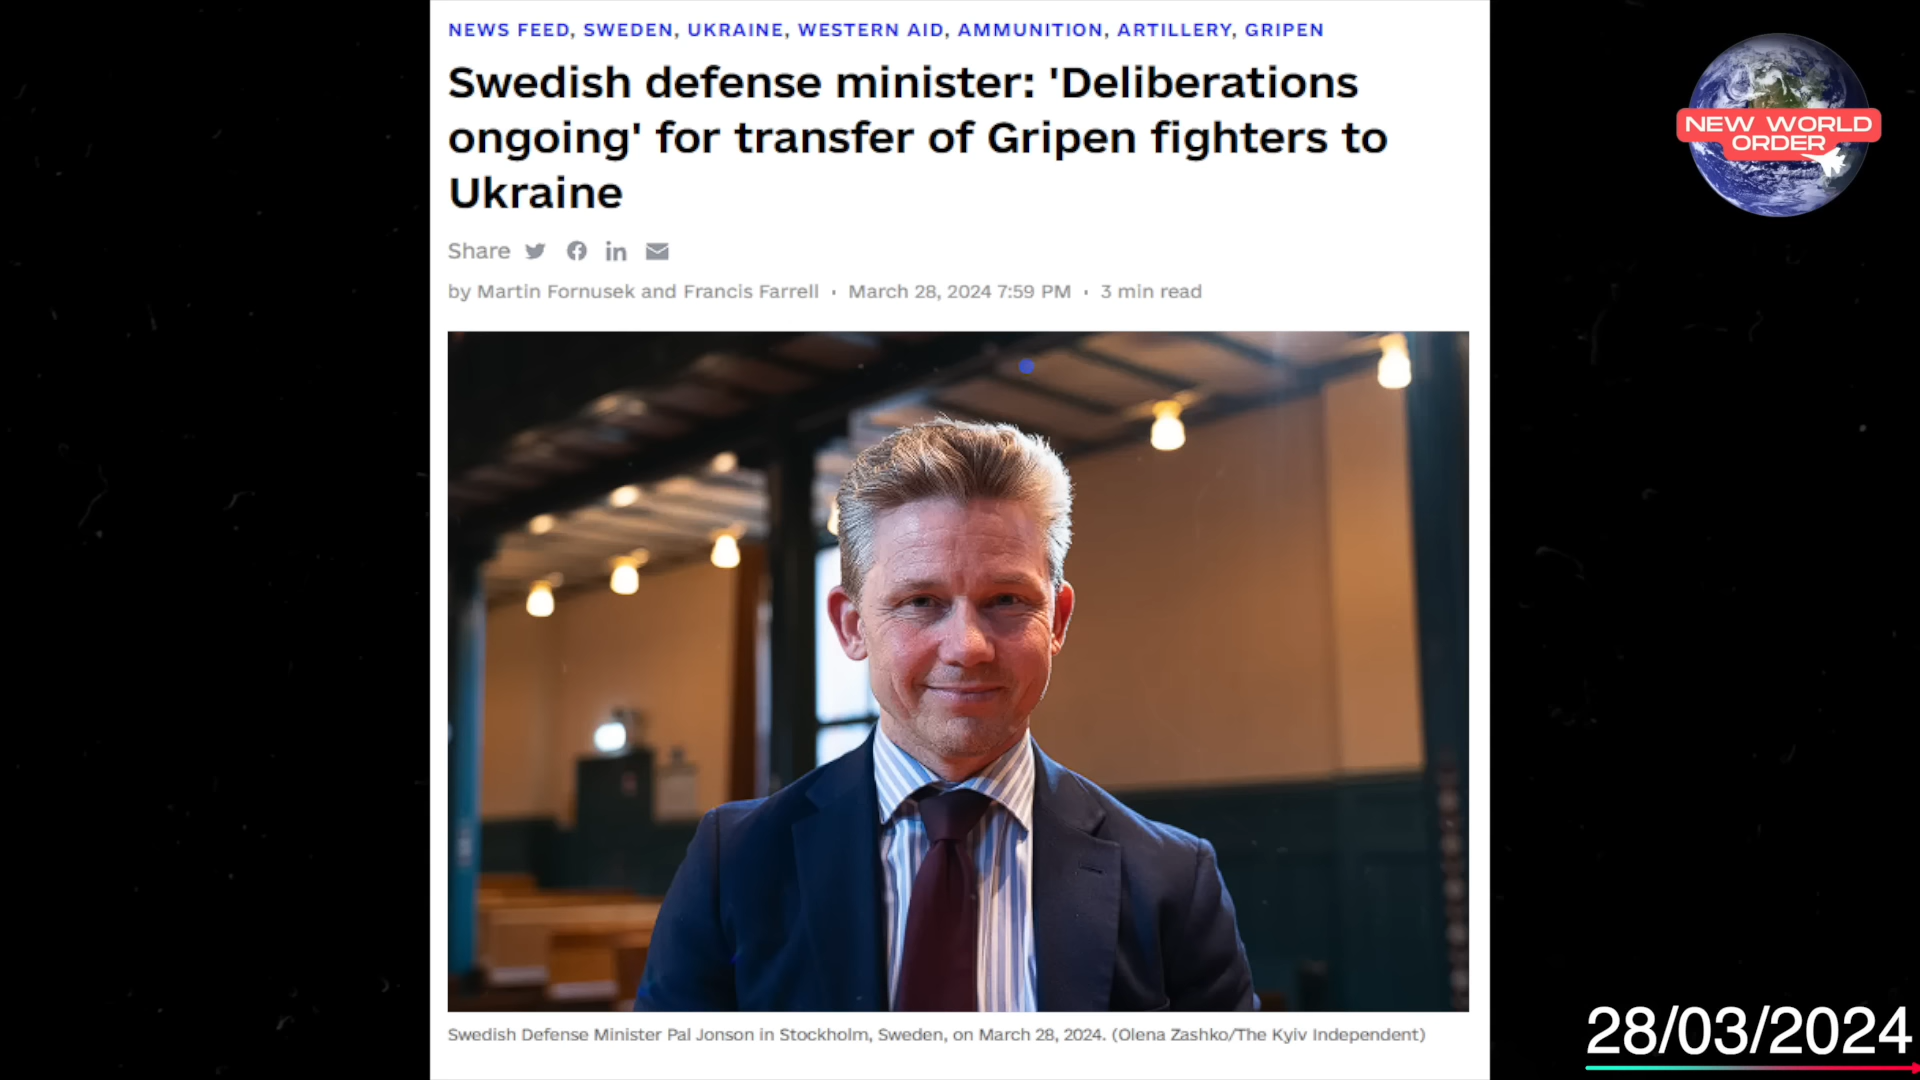 NEWS FEED, SWEDEN, UKRAINE, WESTERN AID, AMMUNITION, ARTILLERY, GRIPEN
Swedish defense minister: 'Deliberations
ongoing' for transfer of Gripen fighters to
Ukraine
Share
by Martin Fornusek and Francis Farrell · March 28, 2024 7:59 PM · 3 min read
Swedish Defense Minister Pal Jonson in Stockholm, Sweden, on March 28, 2024. (Olena Zashko/The Kyiv Independent)
NEW WORLD
ORDER
28/03/2024